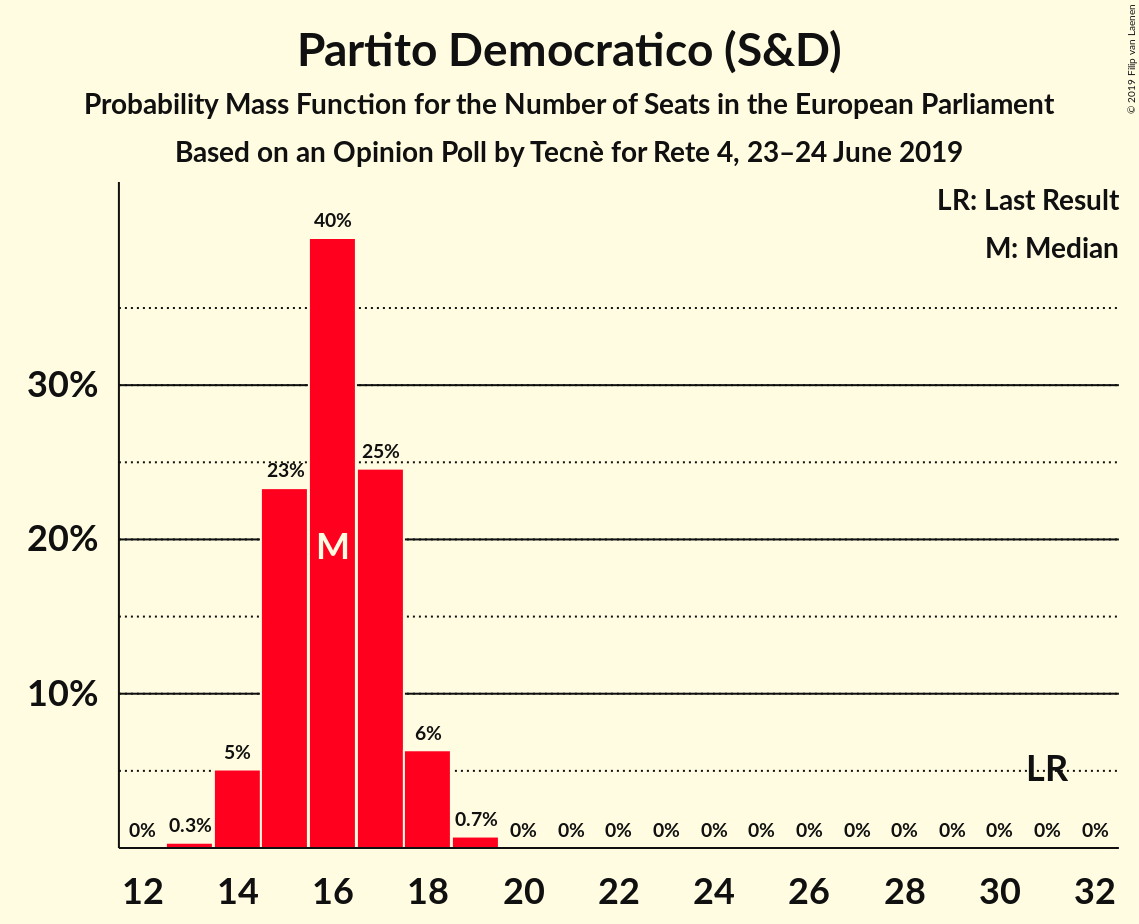 Partito Democratico (S&D)
Probability Mass Function for the Number of Seats in the European Parliament
Based on an Opinion Poll by Tecnè for Rete 4, 23–24 June 2019
© 2019 Filip van Laenen
LR: Last Result
M: Median
40%
30%
25%
23%
20%
M
10%
6%
5%
LR
0% 0.3% 0.7% 0% 0% 0% 0% 0% 0% 0% 0% 0% 0% 0% 0% 0%
12 14 16 18 20 22 24 26 28 30 32